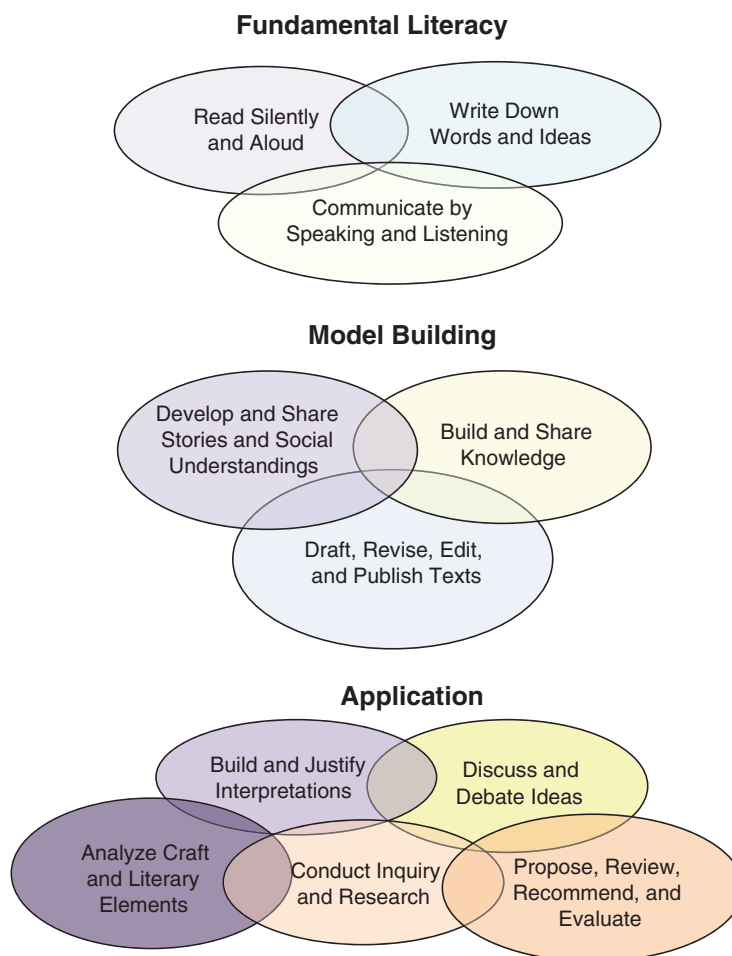 Fundamental Literacy
Read Silently
and Aloud
Write Down
Words and Ideas
Communicate by
Speaking and Listening
Model Building
Develop and Share
Stories and Social
Understandings
Build and Share
Knowledge
Draft, Revise, Edit,
and Publish Texts
Application
Build and Justify
Interpretations
Discuss and
Debate Ideas
Analyze Craft
and Literary
Elements
Conduct Inquiry
and Research
Propose, Review,
Recommend, and
Evaluate